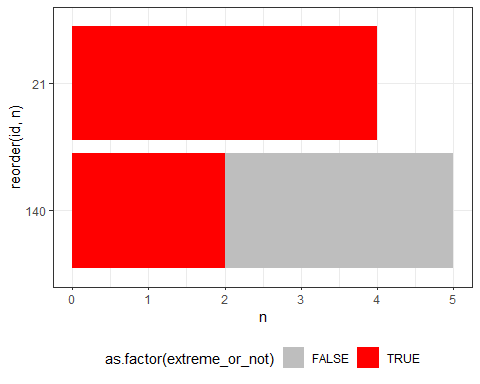 reorder(id, n)
21
140
0 1 2 3 4 5
n
as.factor(extreme_or_not) FALSE TRUE